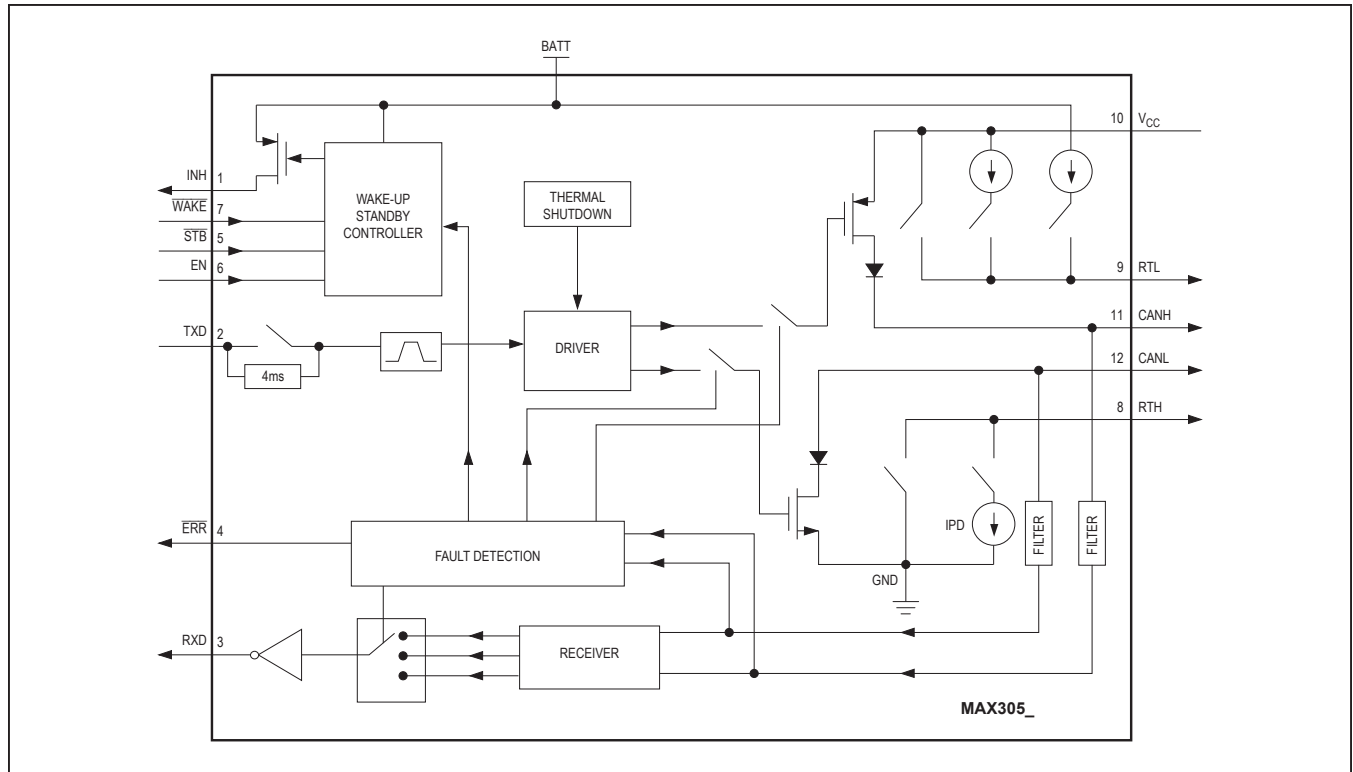 BATT
10 VCC
INH 1
WAKE 7
STB 5
EN 6
WAKE-UP
STANDBY
CONTROLLER
THERMAL
SHUTDOWN
9 RTL
11 CANH
TXD 2
4ms
DRIVER
12 CANL
8 RTH
IPD
FILTER
FILTER
ERR 4
FAULT DETECTION
GND
RXD 3
RECEIVER
MAX305_